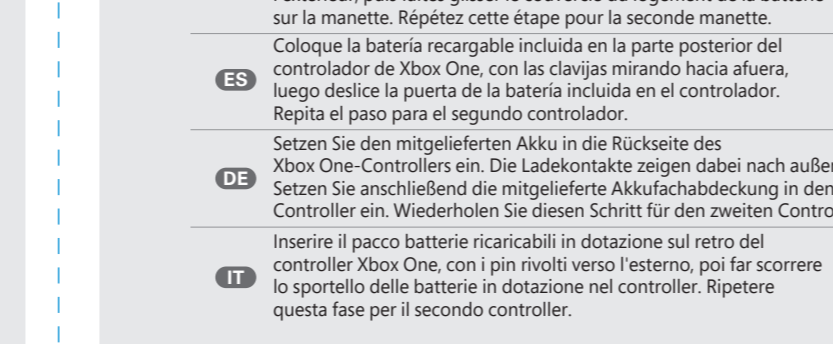 l'extérieur, puis faites glisser le couvercle du logement de la batterie
sur la manette. Répétez cette étape pour la seconde manette.
ES
Coloque la batería recargable incluida en la parte posterior del
controlador de Xbox One, con las clavijas mirando hacia afuera,
luego deslice la puerta de la batería incluida en el controlador.
Repita el paso para el segundo controlador.
DE
Setzen Sie den mitgelieferten Akku in die Rückseite des
Xbox One-Controllers ein. Die Ladekontakte zeigen dabei nach außen
Setzen Sie anschließend die mitgelieferte Akkufachabdeckung in den
Controller ein. Wiederholen Sie diesen Schritt für den zweiten Contro
IT
Inserire il pacco batterie ricaricabili in dotazione sul retro del
controller Xbox One, con i pin rivolti verso l'esterno, poi far scorrere
lo sportello delle batterie in dotazione nel controller. Ripetere
questa fase per il secondo controller.